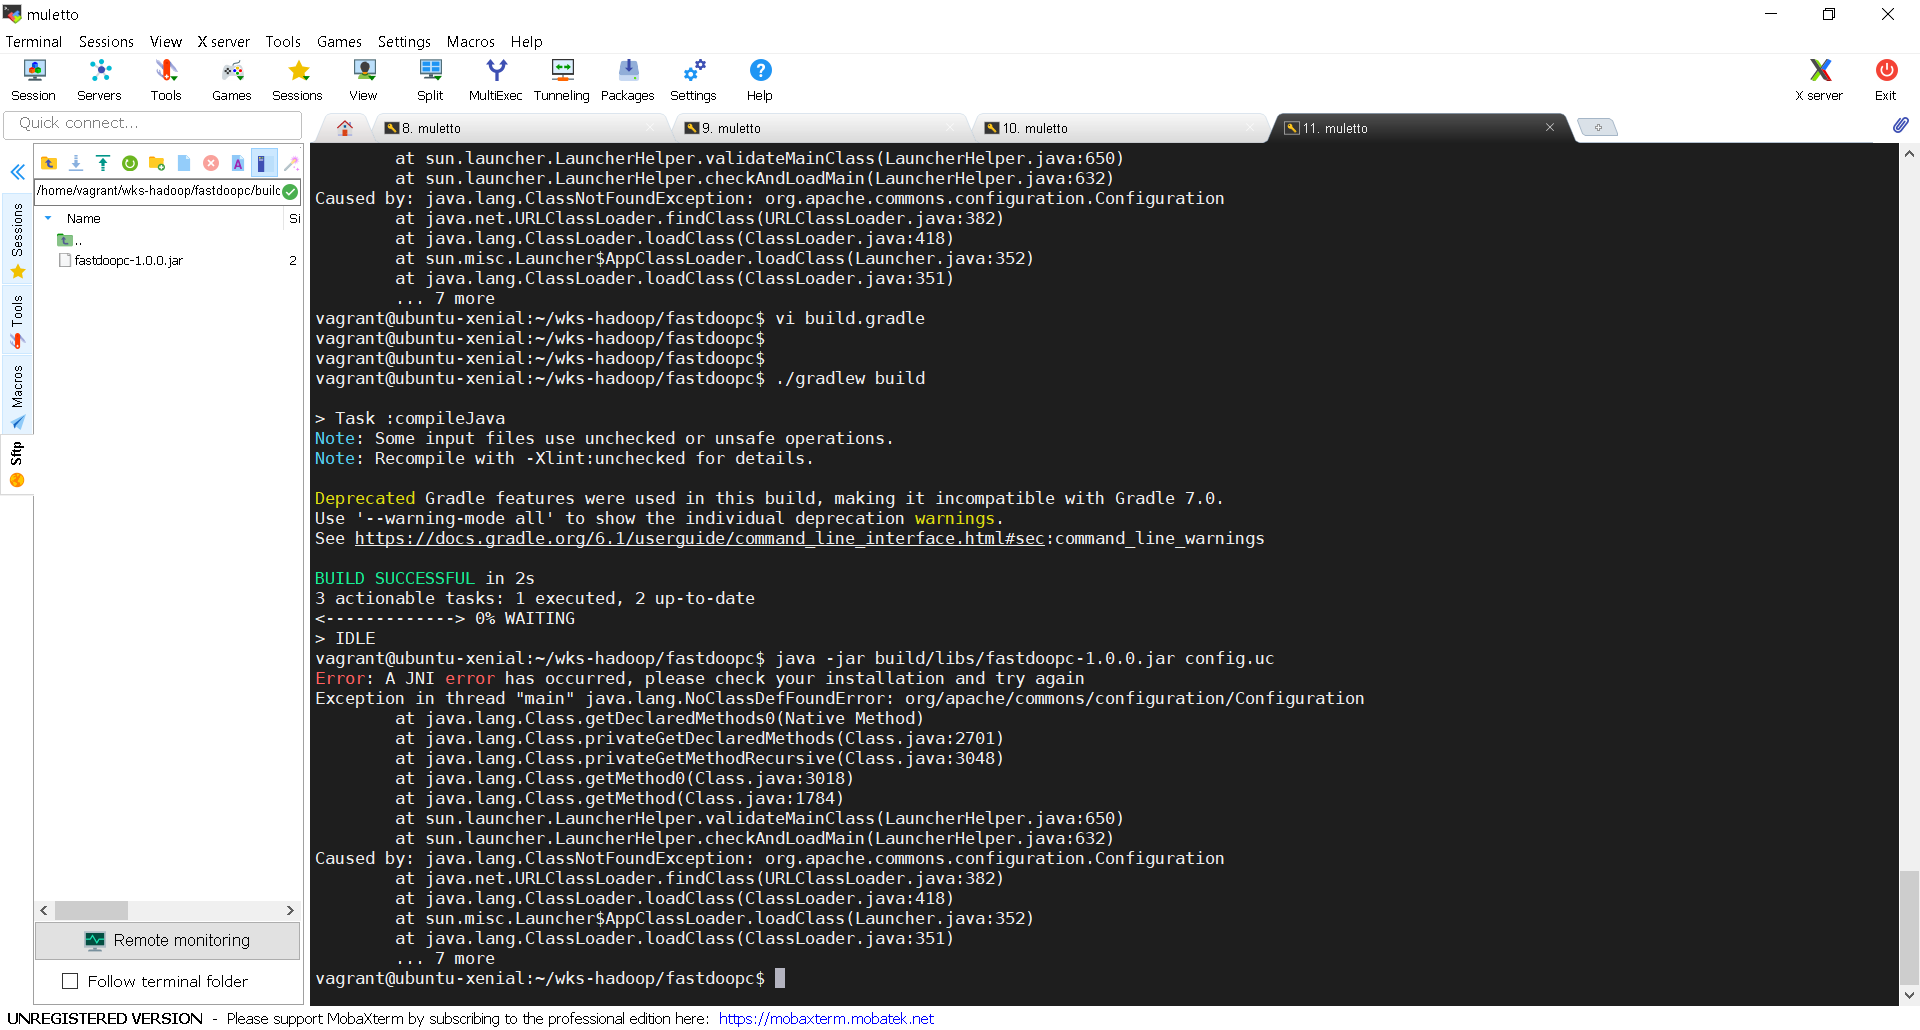 muletto
Terminal Sessions View X server Tools Games Settings Macros Help
Session Servers Tools Games Sessions View Split MultiExec Tunneling Packages Settings Help X server Exit
Quick connect...
8. muletto
9. muletto
10. muletto
11. muletto
/home/vagrant/wks-hadoop/fastdoopc/builc
Name Si
..
fastdoopc-1.0.0.jar 2
Sessions
Tools
Macros
Sftp
Remote monitoring
Follow terminal folder
        at sun.launcher.LauncherHelper.validateMainClass(LauncherHelper.java:650)
        at sun.launcher.LauncherHelper.checkAndLoadMain(LauncherHelper.java:632)
Caused by: java.lang.ClassNotFoundException: org.apache.commons.configuration.Configuration
        at java.net.URLClassLoader.findClass(URLClassLoader.java:382)
        at java.lang.ClassLoader.loadClass(ClassLoader.java:418)
        at sun.misc.Launcher$AppClassLoader.loadClass(Launcher.java:352)
        at java.lang.ClassLoader.loadClass(ClassLoader.java:351)
        ... 7 more
vagrant@ubuntu-xenial:~/wks-hadoop/fastdoopc$ vi build.gradle
vagrant@ubuntu-xenial:~/wks-hadoop/fastdoopc$
vagrant@ubuntu-xenial:~/wks-hadoop/fastdoopc$
vagrant@ubuntu-xenial:~/wks-hadoop/fastdoopc$ ./gradlew build
> Task :compileJava
Note: Some input files use unchecked or unsafe operations.
Note: Recompile with -Xlint:unchecked for details.
Deprecated Gradle features were used in this build, making it incompatible with Gradle 7.0.
Use '--warning-mode all' to show the individual deprecation warnings.
See https://docs.gradle.org/6.1/userguide/command_line_interface.html#sec:command_line_warnings
BUILD SUCCESSFUL in 2s
3 actionable tasks: 1 executed, 2 up-to-date
<-------------> 0% WAITING
> IDLE
vagrant@ubuntu-xenial:~/wks-hadoop/fastdoopc$ java -jar build/libs/fastdoopc-1.0.0.jar config.uc
Error: A JNI error has occurred, please check your installation and try again
Exception in thread "main" java.lang.NoClassDefFoundError: org/apache/commons/configuration/Configuration
        at java.lang.Class.getDeclaredMethods0(Native Method)
        at java.lang.Class.privateGetDeclaredMethods(Class.java:2701)
        at java.lang.Class.privateGetMethodRecursive(Class.java:3048)
        at java.lang.Class.getMethod0(Class.java:3018)
        at java.lang.Class.getMethod(Class.java:1784)
        at sun.launcher.LauncherHelper.validateMainClass(LauncherHelper.java:650)
        at sun.launcher.LauncherHelper.checkAndLoadMain(LauncherHelper.java:632)
Caused by: java.lang.ClassNotFoundException: org.apache.commons.configuration.Configuration
        at java.net.URLClassLoader.findClass(URLClassLoader.java:382)
        at java.lang.ClassLoader.loadClass(ClassLoader.java:418)
        at sun.misc.Launcher$AppClassLoader.loadClass(Launcher.java:352)
        at java.lang.ClassLoader.loadClass(ClassLoader.java:351)
        ... 7 more
vagrant@ubuntu-xenial:~/wks-hadoop/fastdoopc$
UNREGISTERED VERSION - Please support MobaXterm by subscribing to the professional edition here: https://mobaxterm.mobatek.net